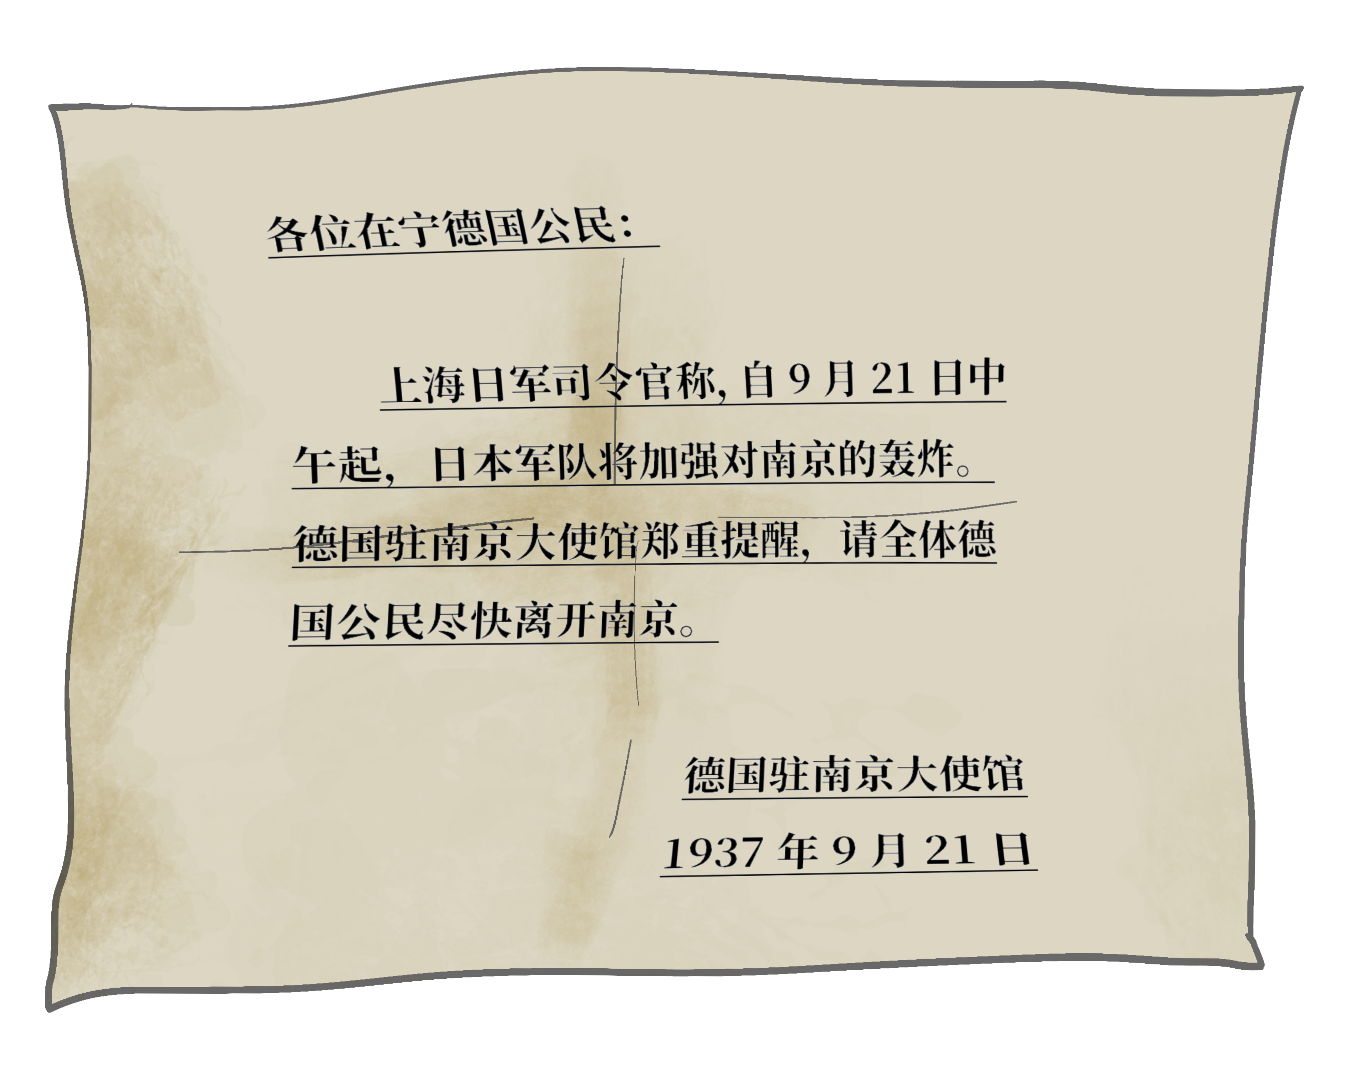 各位在宁德国公民：
上海日军司令官称, 自 9 月 21 日中
午起， 日本军队将加强对南京的轰炸。
德国驻南京大使馆郑重提醒，请全体德
国公民尽快离开南京。
德国驻南京大使馆
1937 年 9 月 21 日